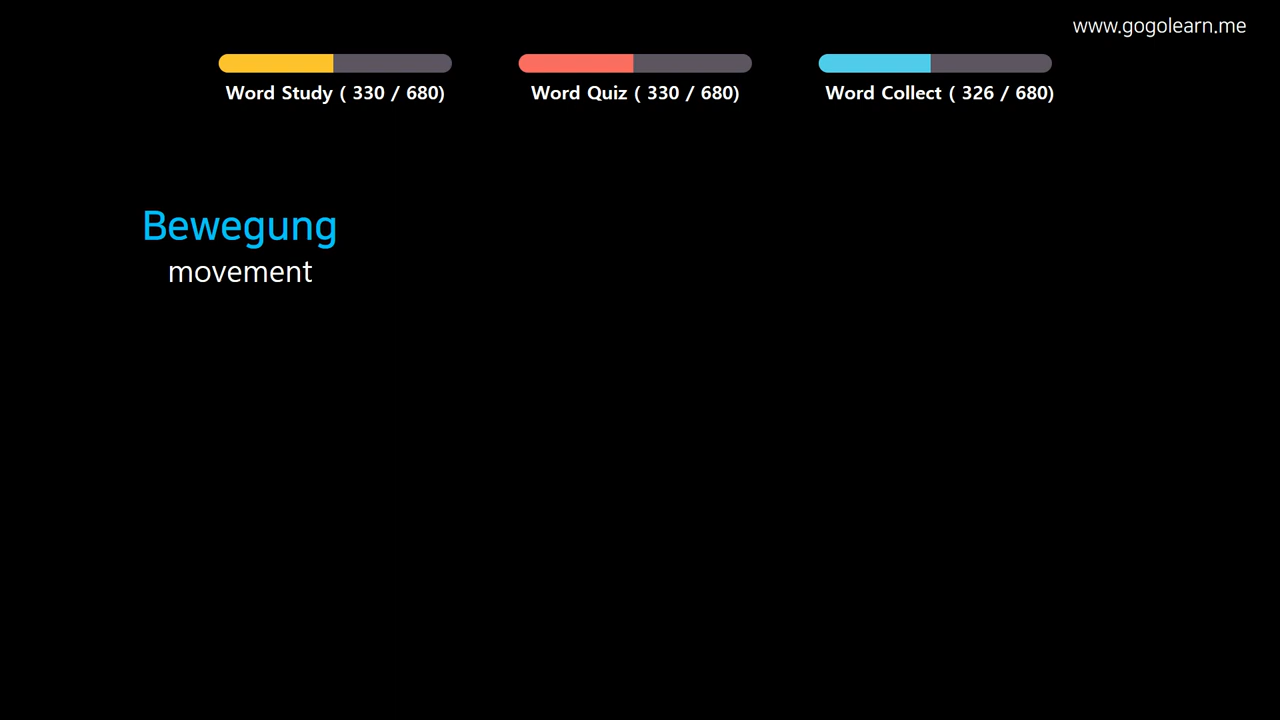 www.gogolearn.me
Word Study ( 330 / 680)
Word Quiz ( 330 / 680)
Word Collect ( 326 / 680)
Bewegung
movement